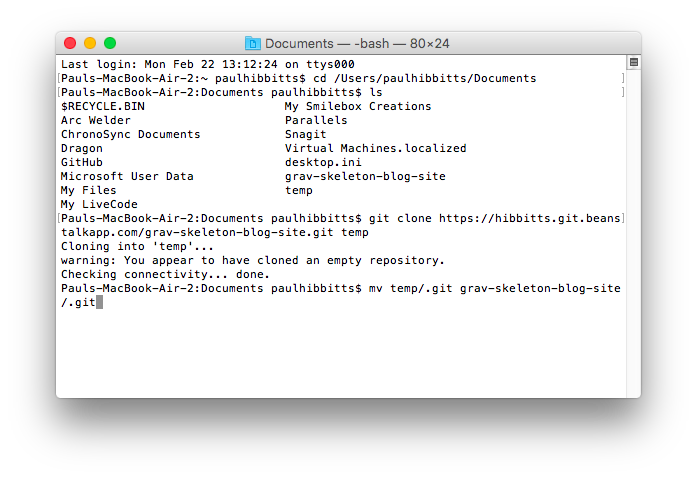 Documents — -bash — 80×24
Last login: Mon Feb 22 13:12:24 on ttys000
[Pauls-MacBook-Air-2:~ paulhibbitts$ cd /Users/paulhibbitts/Documents ]
[Pauls-MacBook-Air-2:Documents paulhibbitts$ ls ]
$RECYCLE.BIN My Smilebox Creations
Arc Welder Parallels
ChronoSync Documents Snagit
Dragon Virtual Machines.localized
GitHub desktop.ini
Microsoft User Data grav-skeleton-blog-site
My Files temp
My LiveCode
[Pauls-MacBook-Air-2:Documents paulhibbitts$ git clone https://hibbitts.git.beans]
talkapp.com/grav-skeleton-blog-site.git temp
Cloning into 'temp'...
warning: You appear to have cloned an empty repository.
Checking connectivity... done.
Pauls-MacBook-Air-2:Documents paulhibbitts$ mv temp/.git grav-skeleton-blog-site
/.git